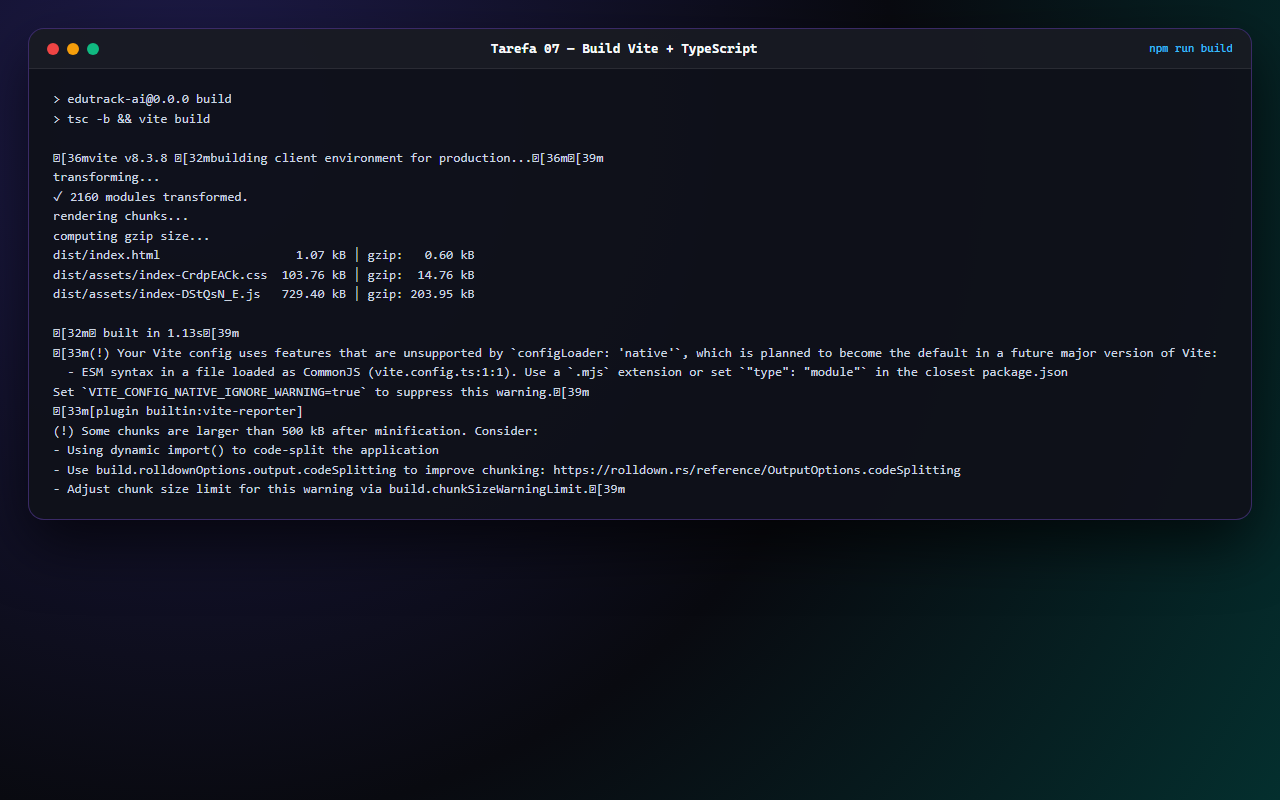 Tarefa 07 — Build Vite + TypeScript
npm run build
> edutrack-ai@0.0.0 build
> tsc -b && vite build
[36mvite v8.3.8 [32mbuilding client environment for production...[36m[39m
transforming...
✓ 2160 modules transformed.
rendering chunks...
computing gzip size...
dist/index.html                   1.07 kB │ gzip:   0.60 kB
dist/assets/index-CrdpEACk.css  103.76 kB │ gzip:  14.76 kB
dist/assets/index-DStQsN_E.js   729.40 kB │ gzip: 203.95 kB
[32m built in 1.13s[39m
[33m(!) Your Vite config uses features that are unsupported by `configLoader: 'native'`, which is planned to become the default in a future major version of Vite:
  - ESM syntax in a file loaded as CommonJS (vite.config.ts:1:1). Use a `.mjs` extension or set `"type": "module"` in the closest package.json
Set `VITE_CONFIG_NATIVE_IGNORE_WARNING=true` to suppress this warning.[39m
[33m[plugin builtin:vite-reporter]
(!) Some chunks are larger than 500 kB after minification. Consider:
- Using dynamic import() to code-split the application
- Use build.rolldownOptions.output.codeSplitting to improve chunking: https://rolldown.rs/reference/OutputOptions.codeSplitting
- Adjust chunk size limit for this warning via build.chunkSizeWarningLimit.[39m